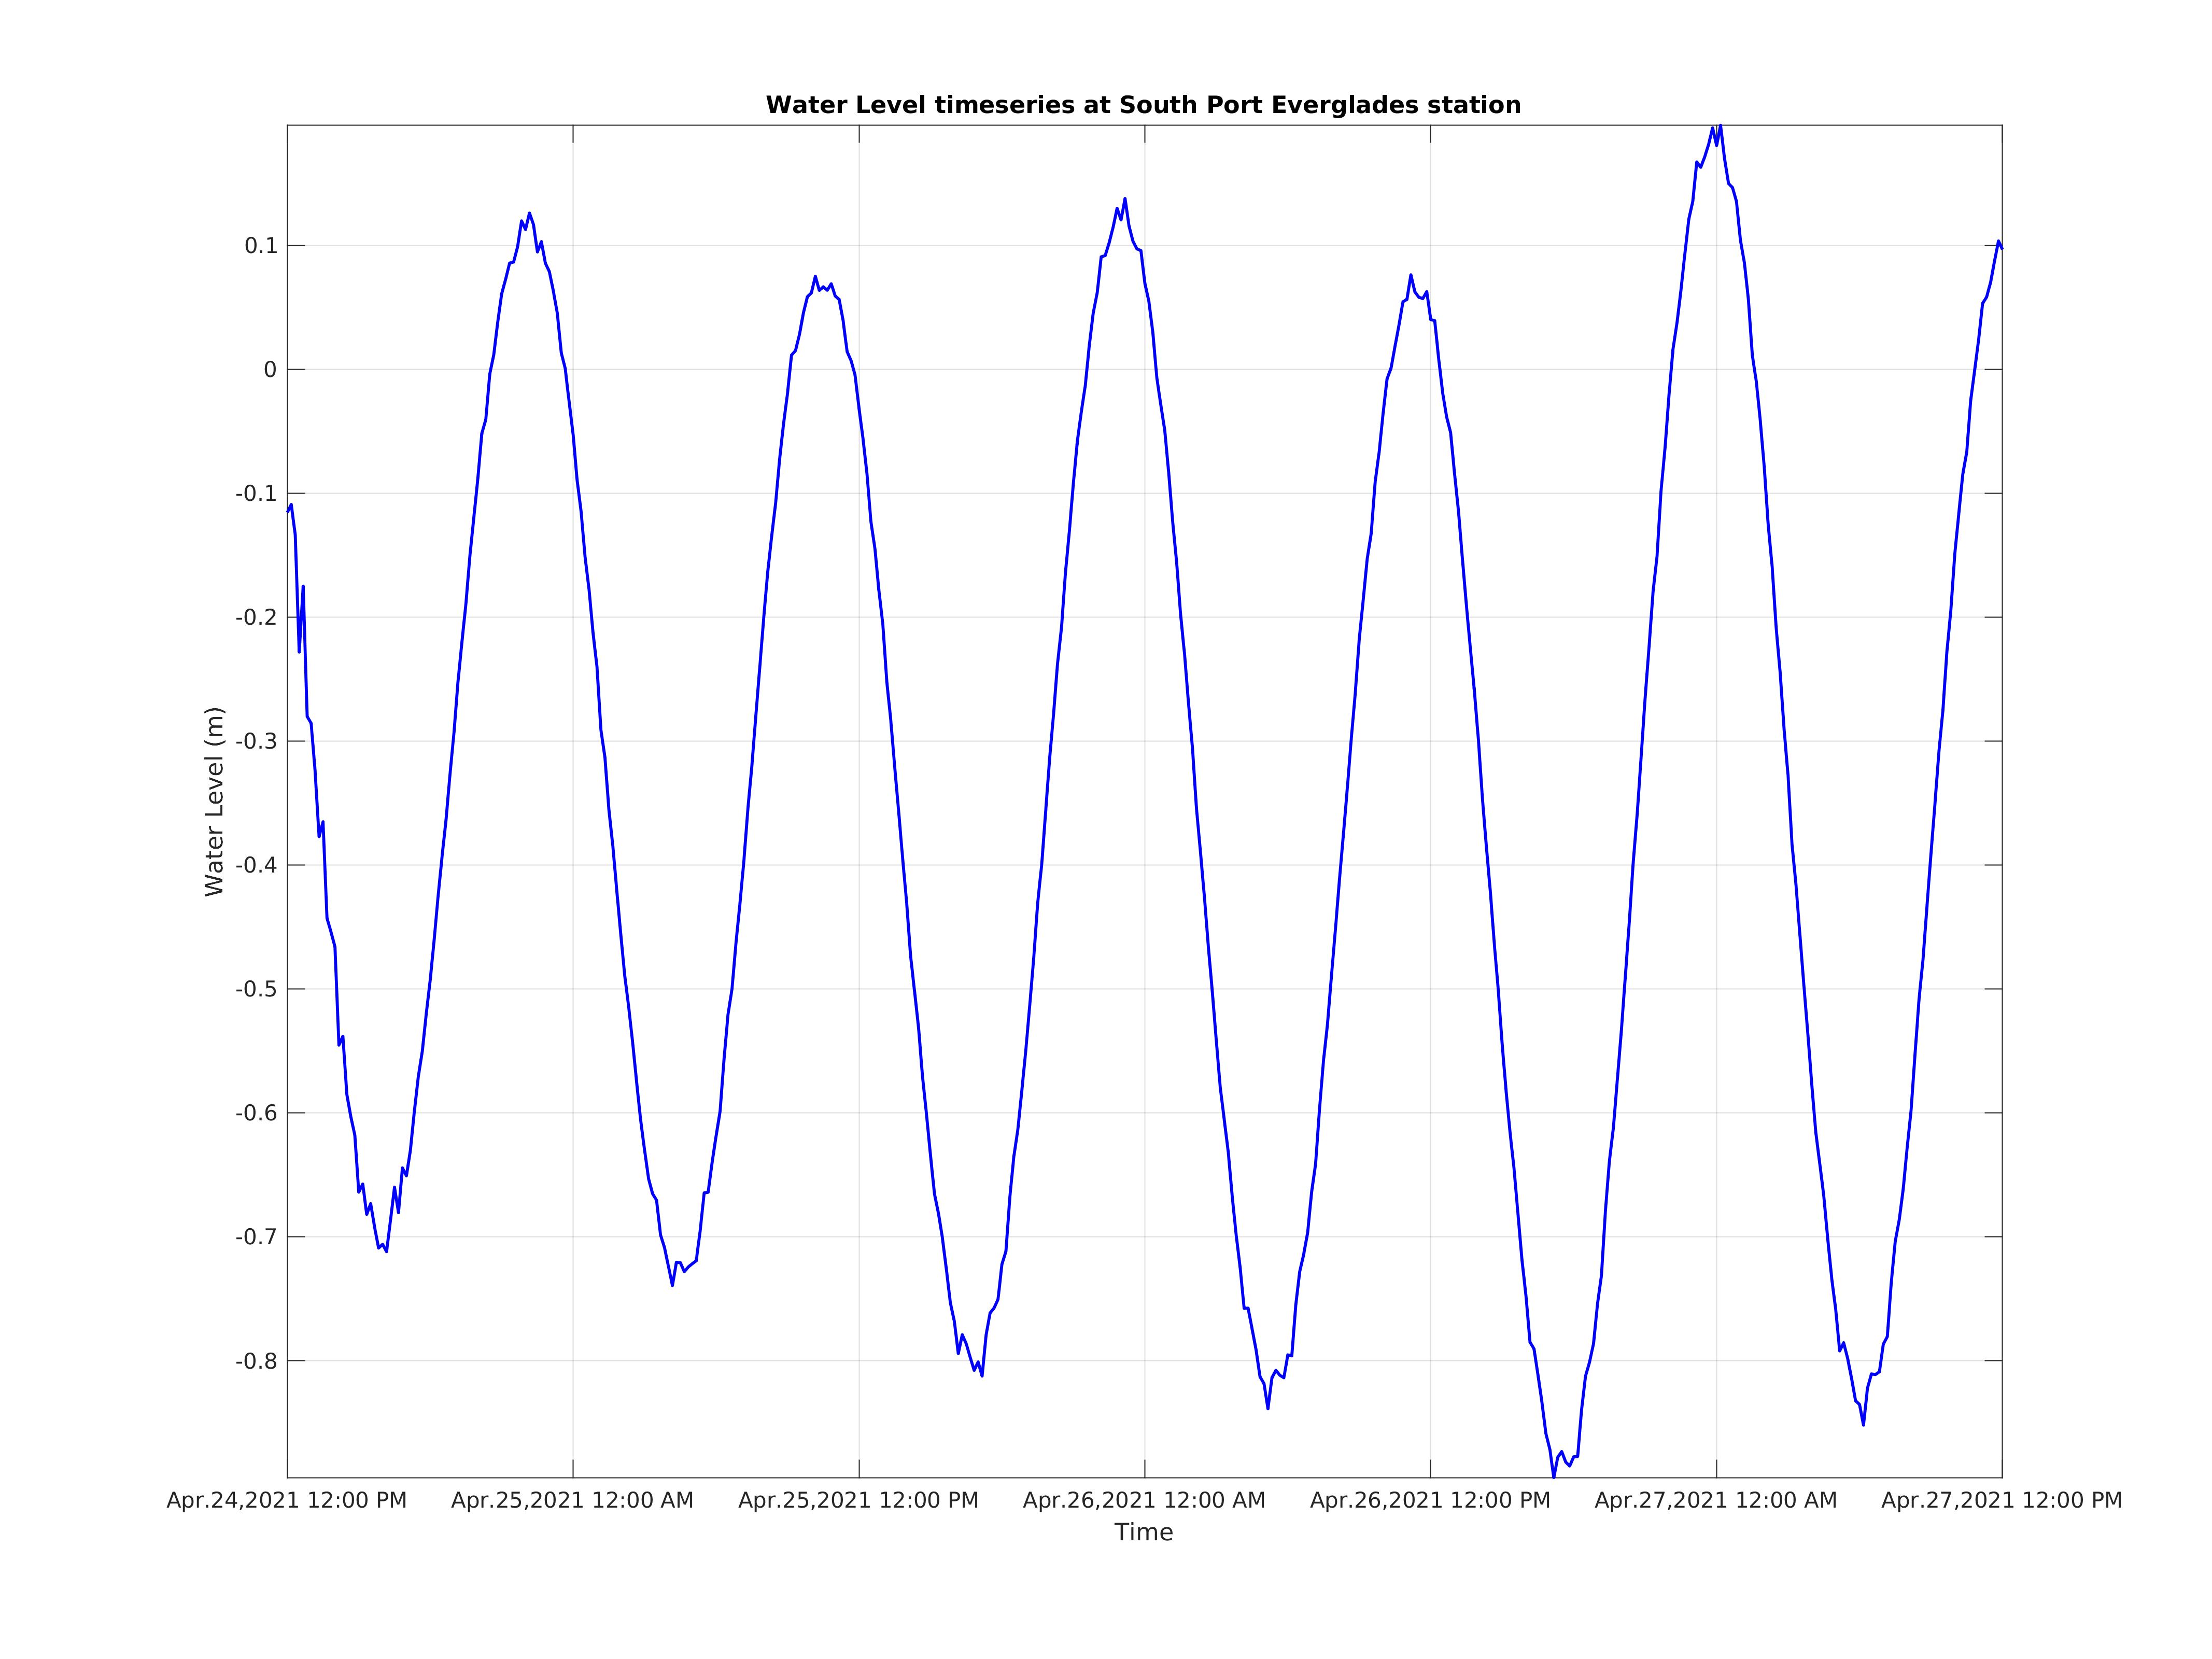 Water Level timeseries at South Port Everglades station
0.1
0
-0.1
-0.2
-0.3
-0.4
-0.5
-0.6
-0.7
-0.8
Water Level (m)
Apr.24,2021 12:00 PM Apr.25,2021 12:00 AM Apr.25,2021 12:00 PM Apr.26,2021 12:00 AM Apr.26,2021 12:00 PM Apr.27,2021 12:00 AM Apr.27,2021 12:00 PM
Time